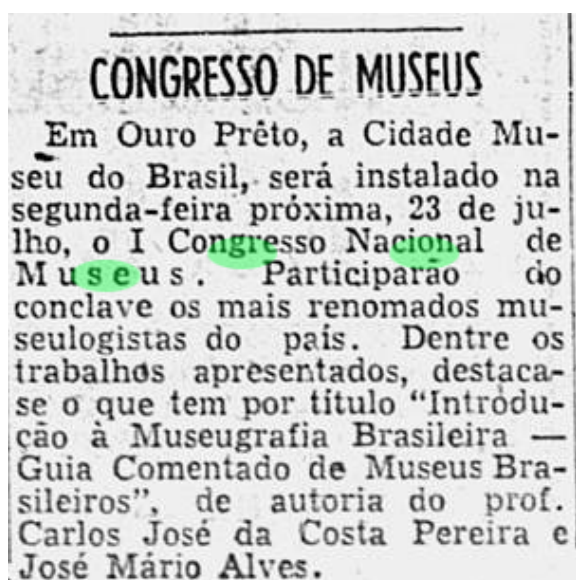 CONGRESSO DE MUSEUS
Em Ouro Prêto, a Cidade Mu-
seu do Brasil, será instalado na
segunda-feira próxima, 23 de ju-
lho, o I Congresso Nacional de
Museus. Participarão do
conclave os mais renomados mu-
seulogistas do país. Dentre os
trabalhos apresentados, destaca-
se o que tem por título "Introdu-
ção à Museugrafia Brasileira —
Guia Comentado de Museus Bra-
sileiros", de autoria do prof.
Carlos José da Costa Pereira e
José Mário Alves.